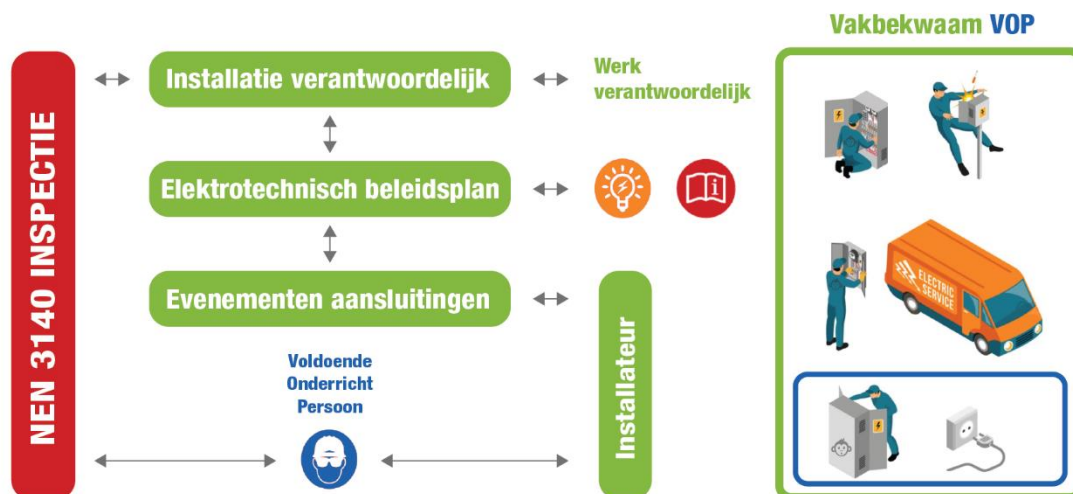 Vakbekwaam VOP
NEN 3140 INSPECTIE
Installatie verantwoordelijk
Werk
verantwoordelijk
Elektrotechnisch beleidsplan
Evenementen aansluitingen
Voldoende
Onderricht
Persoon
Installateur
ELECTRIC
SERVICE